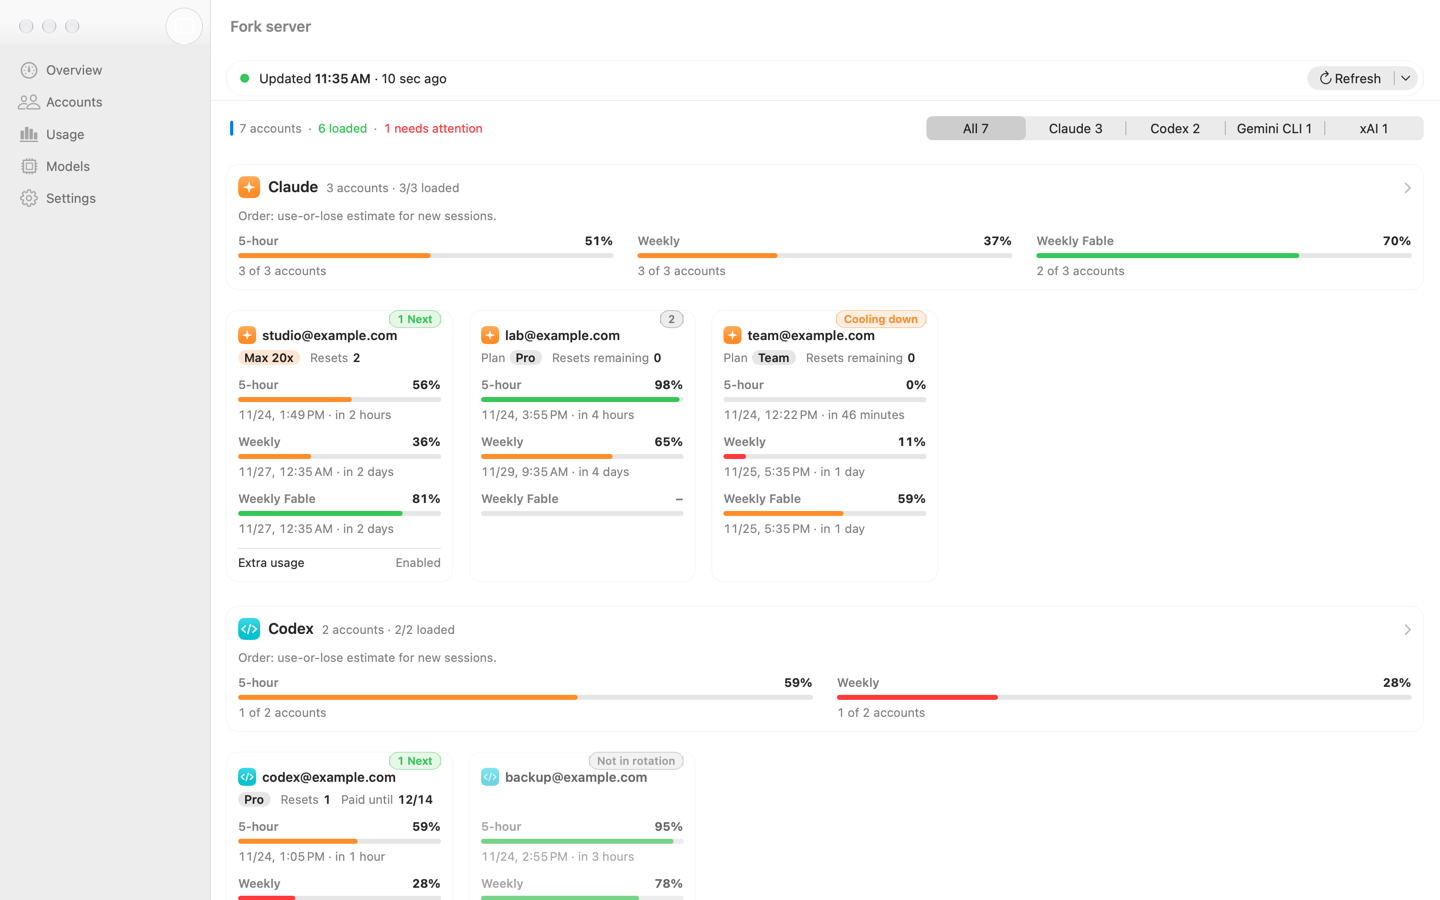 Fork server
Overview
Accounts
Usage
Models
Settings
Updated 11:35 AM · 10 sec ago
Refresh
7 accounts · 6 loaded · 1 needs attention
All 7
Claude 3
Codex 2
Gemini CLI 1
xAI 1
Claude 3 accounts · 3/3 loaded
Order: use-or-lose estimate for new sessions.
5-hour 51%
3 of 3 accounts
Weekly 37%
3 of 3 accounts
Weekly Fable 70%
2 of 3 accounts
1 Next
studio@example.com
Max 20x Resets 2
5-hour 56%
11/24, 1:49 PM · in 2 hours
Weekly 36%
11/27, 12:35 AM · in 2 days
Weekly Fable 81%
11/27, 12:35 AM · in 2 days
Extra usage Enabled
2
lab@example.com
Plan Pro Resets remaining 0
5-hour 98%
11/24, 3:55 PM · in 4 hours
Weekly 65%
11/29, 9:35 AM · in 4 days
Weekly Fable –
Cooling down
team@example.com
Plan Team Resets remaining 0
5-hour 0%
11/24, 12:22 PM · in 46 minutes
Weekly 11%
11/25, 5:35 PM · in 1 day
Weekly Fable 59%
11/25, 5:35 PM · in 1 day
Codex 2 accounts · 2/2 loaded
Order: use-or-lose estimate for new sessions.
5-hour 59%
1 of 2 accounts
Weekly 28%
1 of 2 accounts
1 Next
codex@example.com
Pro Resets 1 Paid until 12/14
5-hour 59%
11/24, 1:05 PM · in 1 hour
Weekly 28%
Not in rotation
backup@example.com
5-hour 95%
11/24, 2:55 PM · in 3 hours
Weekly 78%